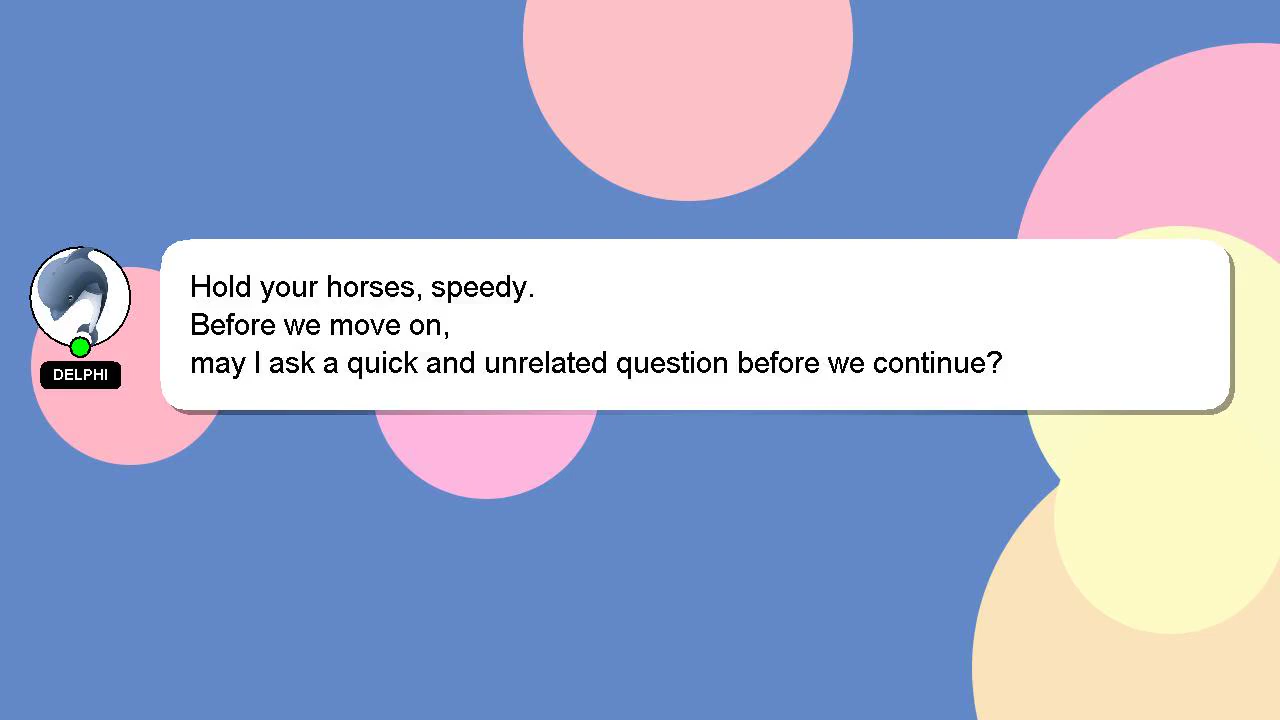 Hold your horses, speedy.
Before we move on,
may I ask a quick and unrelated question before we continue?
DELPHI